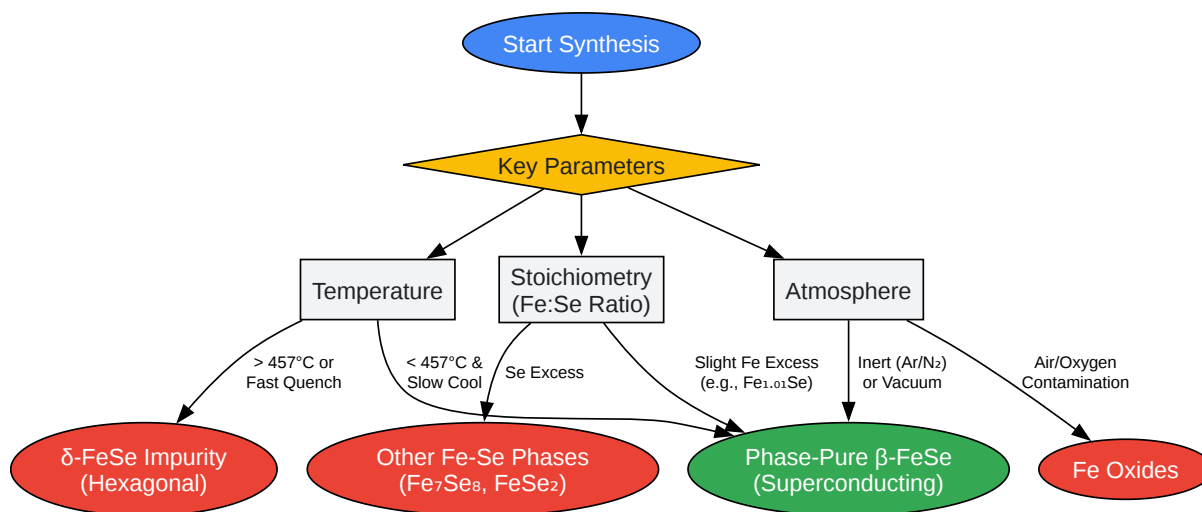 Start Synthesis
Key Parameters
Temperature
Stoichiometry
(Fe:Se Ratio)
Atmosphere
> 457°C or
Fast Quench
< 457°C &
Slow Cool
Se Excess
Slight Fe Excess
(e.g., Fe₁.₀₁Se)
Inert (Ar/N₂)
or Vacuum
Air/Oxygen
Contamination
δ-FeSe Impurity
(Hexagonal)
Other Fe-Se Phases
(Fe₇Se₈, FeSe₂)
Phase-Pure β-FeSe
(Superconducting)
Fe Oxides